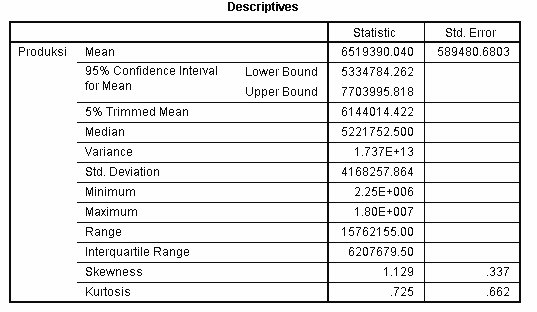 Descriptives
Statistic Std. Error
Produksi Mean 6519390.040 589480.6803
95% Confidence Interval Lower Bound 5334784.262
for Mean Upper Bound 7703995.818
5% Trimmed Mean 6144014.422
Median 5221752.500
Variance 1.737E+13
Std. Deviation 4168257.864
Minimum 2.25E+006
Maximum 1.80E+007
Range 15762155.00
Interquartile Range 6207679.50
Skewness 1.129 .337
Kurtosis .725 .662